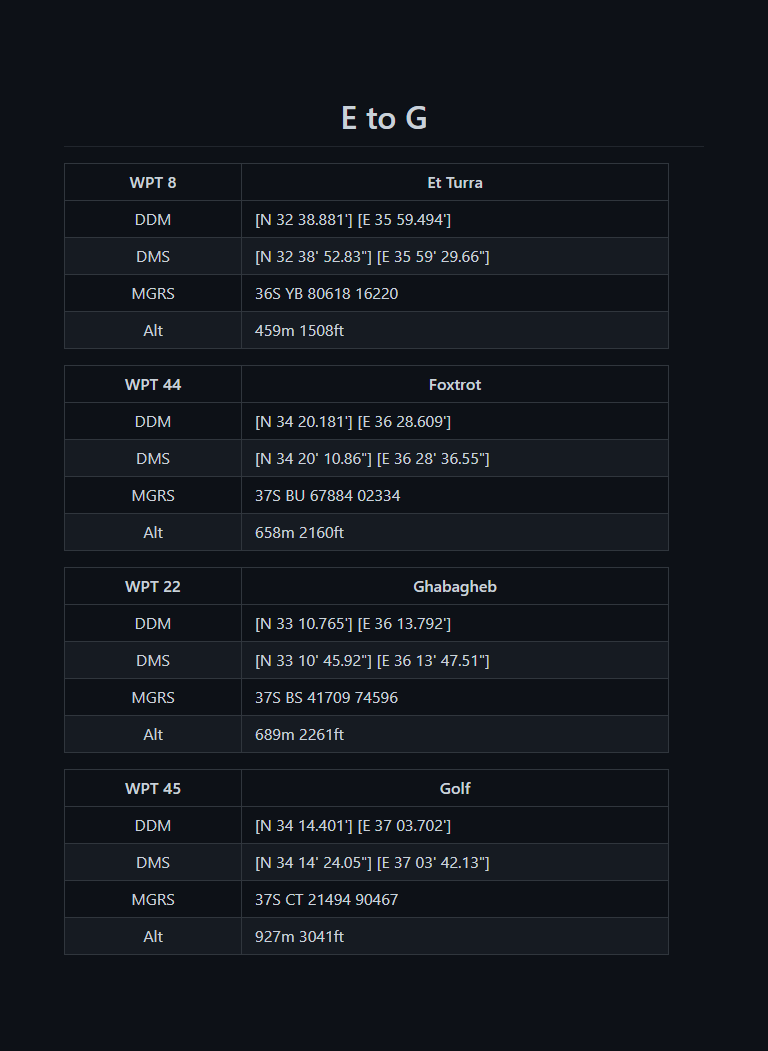 E to G
WPT 8 Et Turra
DDM [N 32 38.881'] [E 35 59.494']
DMS [N 32 38' 52.83"] [E 35 59' 29.66"]
MGRS 36S YB 80618 16220
Alt 459m 1508ft
WPT 44 Foxtrot
DDM [N 34 20.181'] [E 36 28.609']
DMS [N 34 20' 10.86"] [E 36 28' 36.55"]
MGRS 37S BU 67884 02334
Alt 658m 2160ft
WPT 22 Ghabagheb
DDM [N 33 10.765'] [E 36 13.792']
DMS [N 33 10' 45.92"] [E 36 13' 47.51"]
MGRS 37S BS 41709 74596
Alt 689m 2261ft
WPT 45 Golf
DDM [N 34 14.401'] [E 37 03.702']
DMS [N 34 14' 24.05"] [E 37 03' 42.13"]
MGRS 37S CT 21494 90467
Alt 927m 3041ft